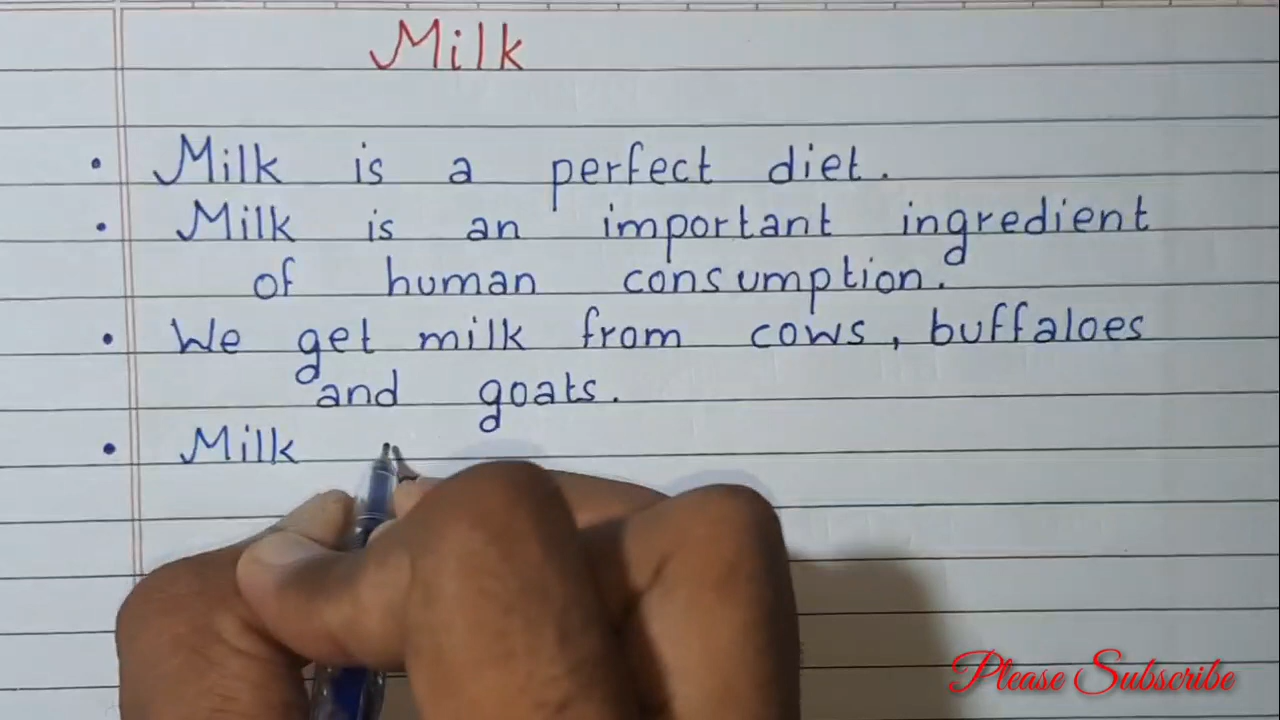 Milk
• Milk is a perfect diet.
• Milk is an important ingredient
of human consumption.
• We get milk from cows, buffaloes
and goats.
• Milk
Please Subscribe